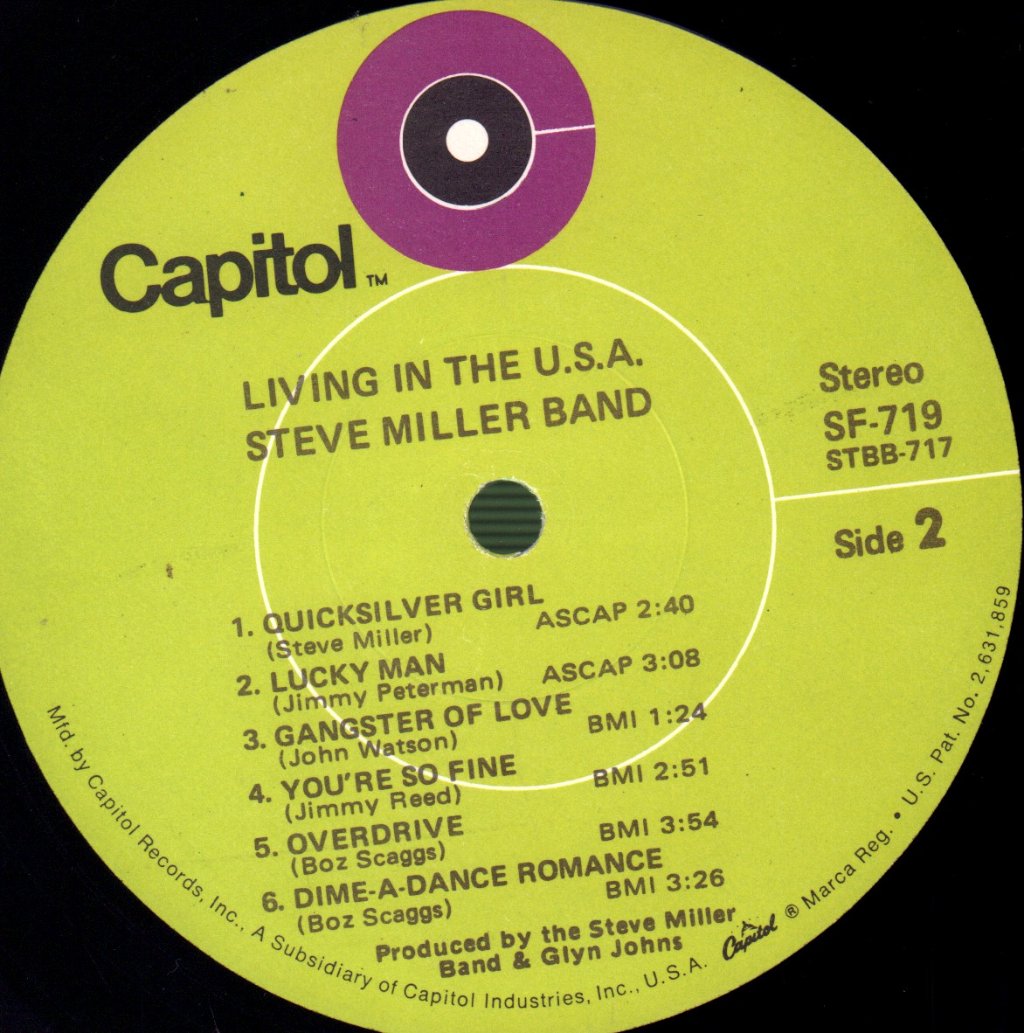 Capitol TM
LIVING IN THE U.S.A.
STEVE MILLER BAND
Stereo
SF-719
STBB-717
Side 2
1. QUICKSILVER GIRL
(Steve Miller) ASCAP 2:40
2. LUCKY MAN
(Jimmy Peterman) ASCAP 3:08
3. GANGSTER OF LOVE
(John Watson) BMI 1:24
4. YOU'RE SO FINE
(Jimmy Reed) BMI 2:51
5. OVERDRIVE
(Boz Scaggs) BMI 3:54
6. DIME-A-DANCE ROMANCE
(Boz Scaggs) BMI 3:26
Produced by the Steve Miller
Band & Glyn Johns
Mfd. by Capitol Records, Inc., A Subsidiary of Capitol Industries, Inc., U.S.A. Capitol ® Marca Reg. • U.S. Pat. No. 2,631,859